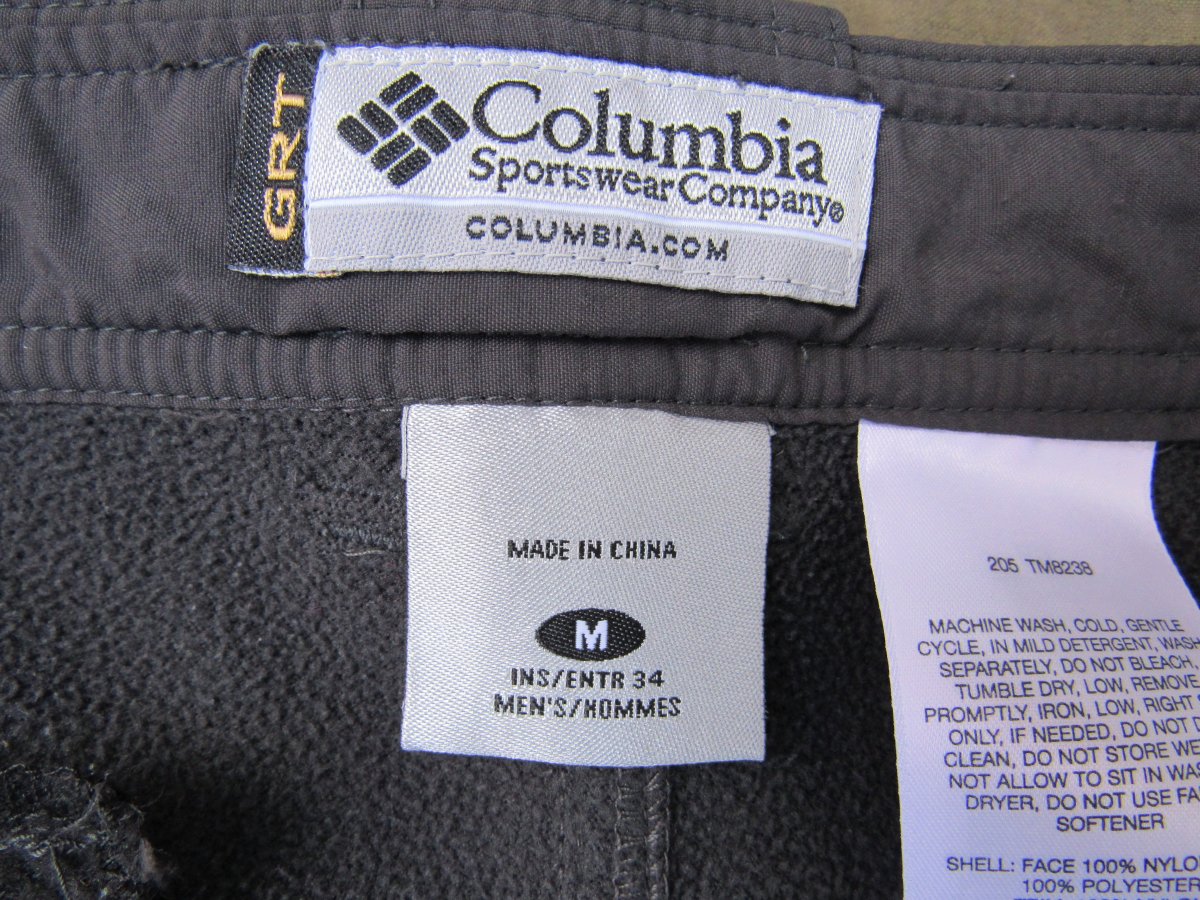 GRT
Columbia
Sportswear Company®
COLUMBIA.COM
MADE IN CHINA
M
INS/ENTR 34
MEN'S/HOMMES
205 TM8238
MACHINE WASH, COLD, GENTLE
CYCLE, IN MILD DETERGENT, WASH
SEPARATELY, DO NOT BLEACH,
TUMBLE DRY, LOW, REMOVE
PROMPTLY, IRON, LOW, RIGHT
ONLY, IF NEEDED, DO NOT
CLEAN, DO NOT STORE
NOT ALLOW TO SIT IN
DRYER, DO NOT USE
SOFTENER
SHELL: FACE 100%
100% POLYESTER